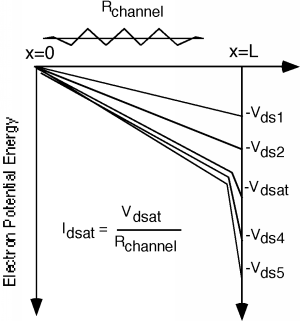 Rchannel
x=0
x=L
-Vds1
-Vds2
-Vdsat
-Vds4
-Vds5
Electron Potential Energy
Idsat = Vdsat / Rchannel